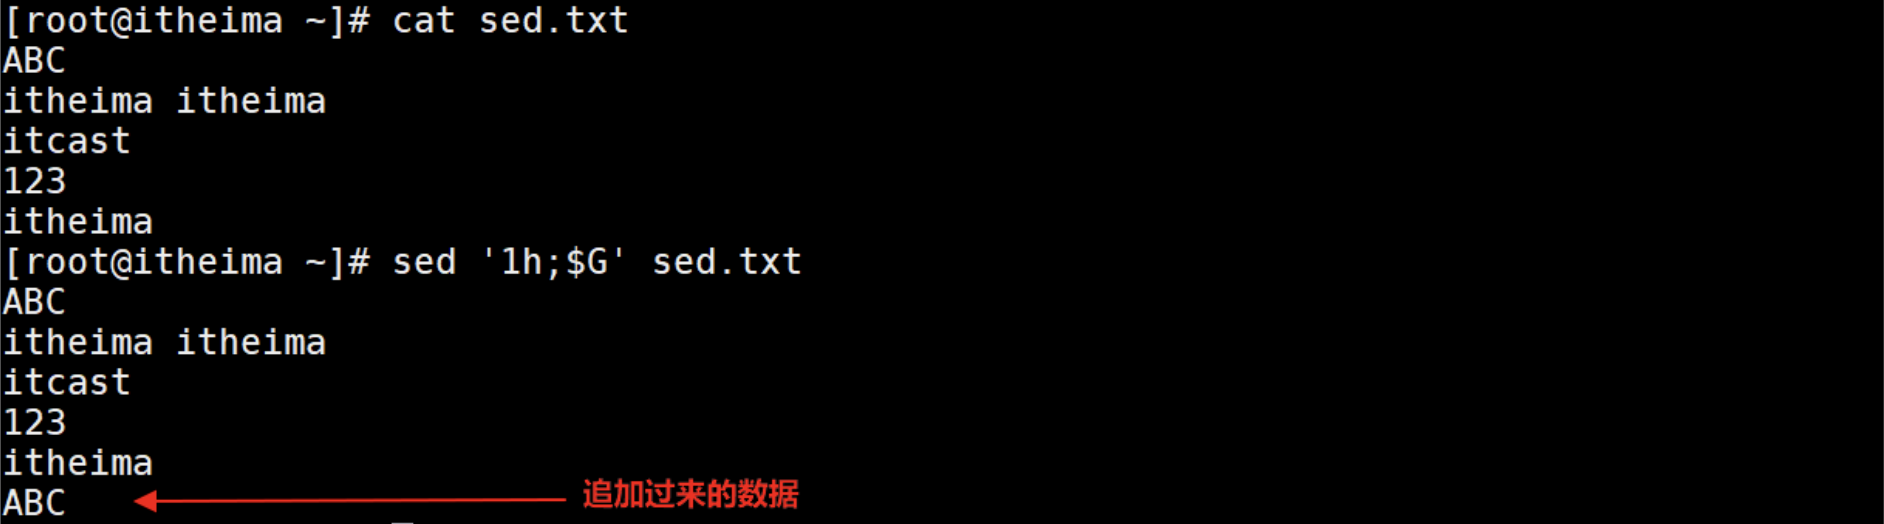 [root@itheima ~]# cat sed.txt
ABC
itheima itheima
itcast
123
itheima
[root@itheima ~]# sed '1h;$G' sed.txt
ABC
itheima itheima
itcast
123
itheima
ABC 追加过来的数据